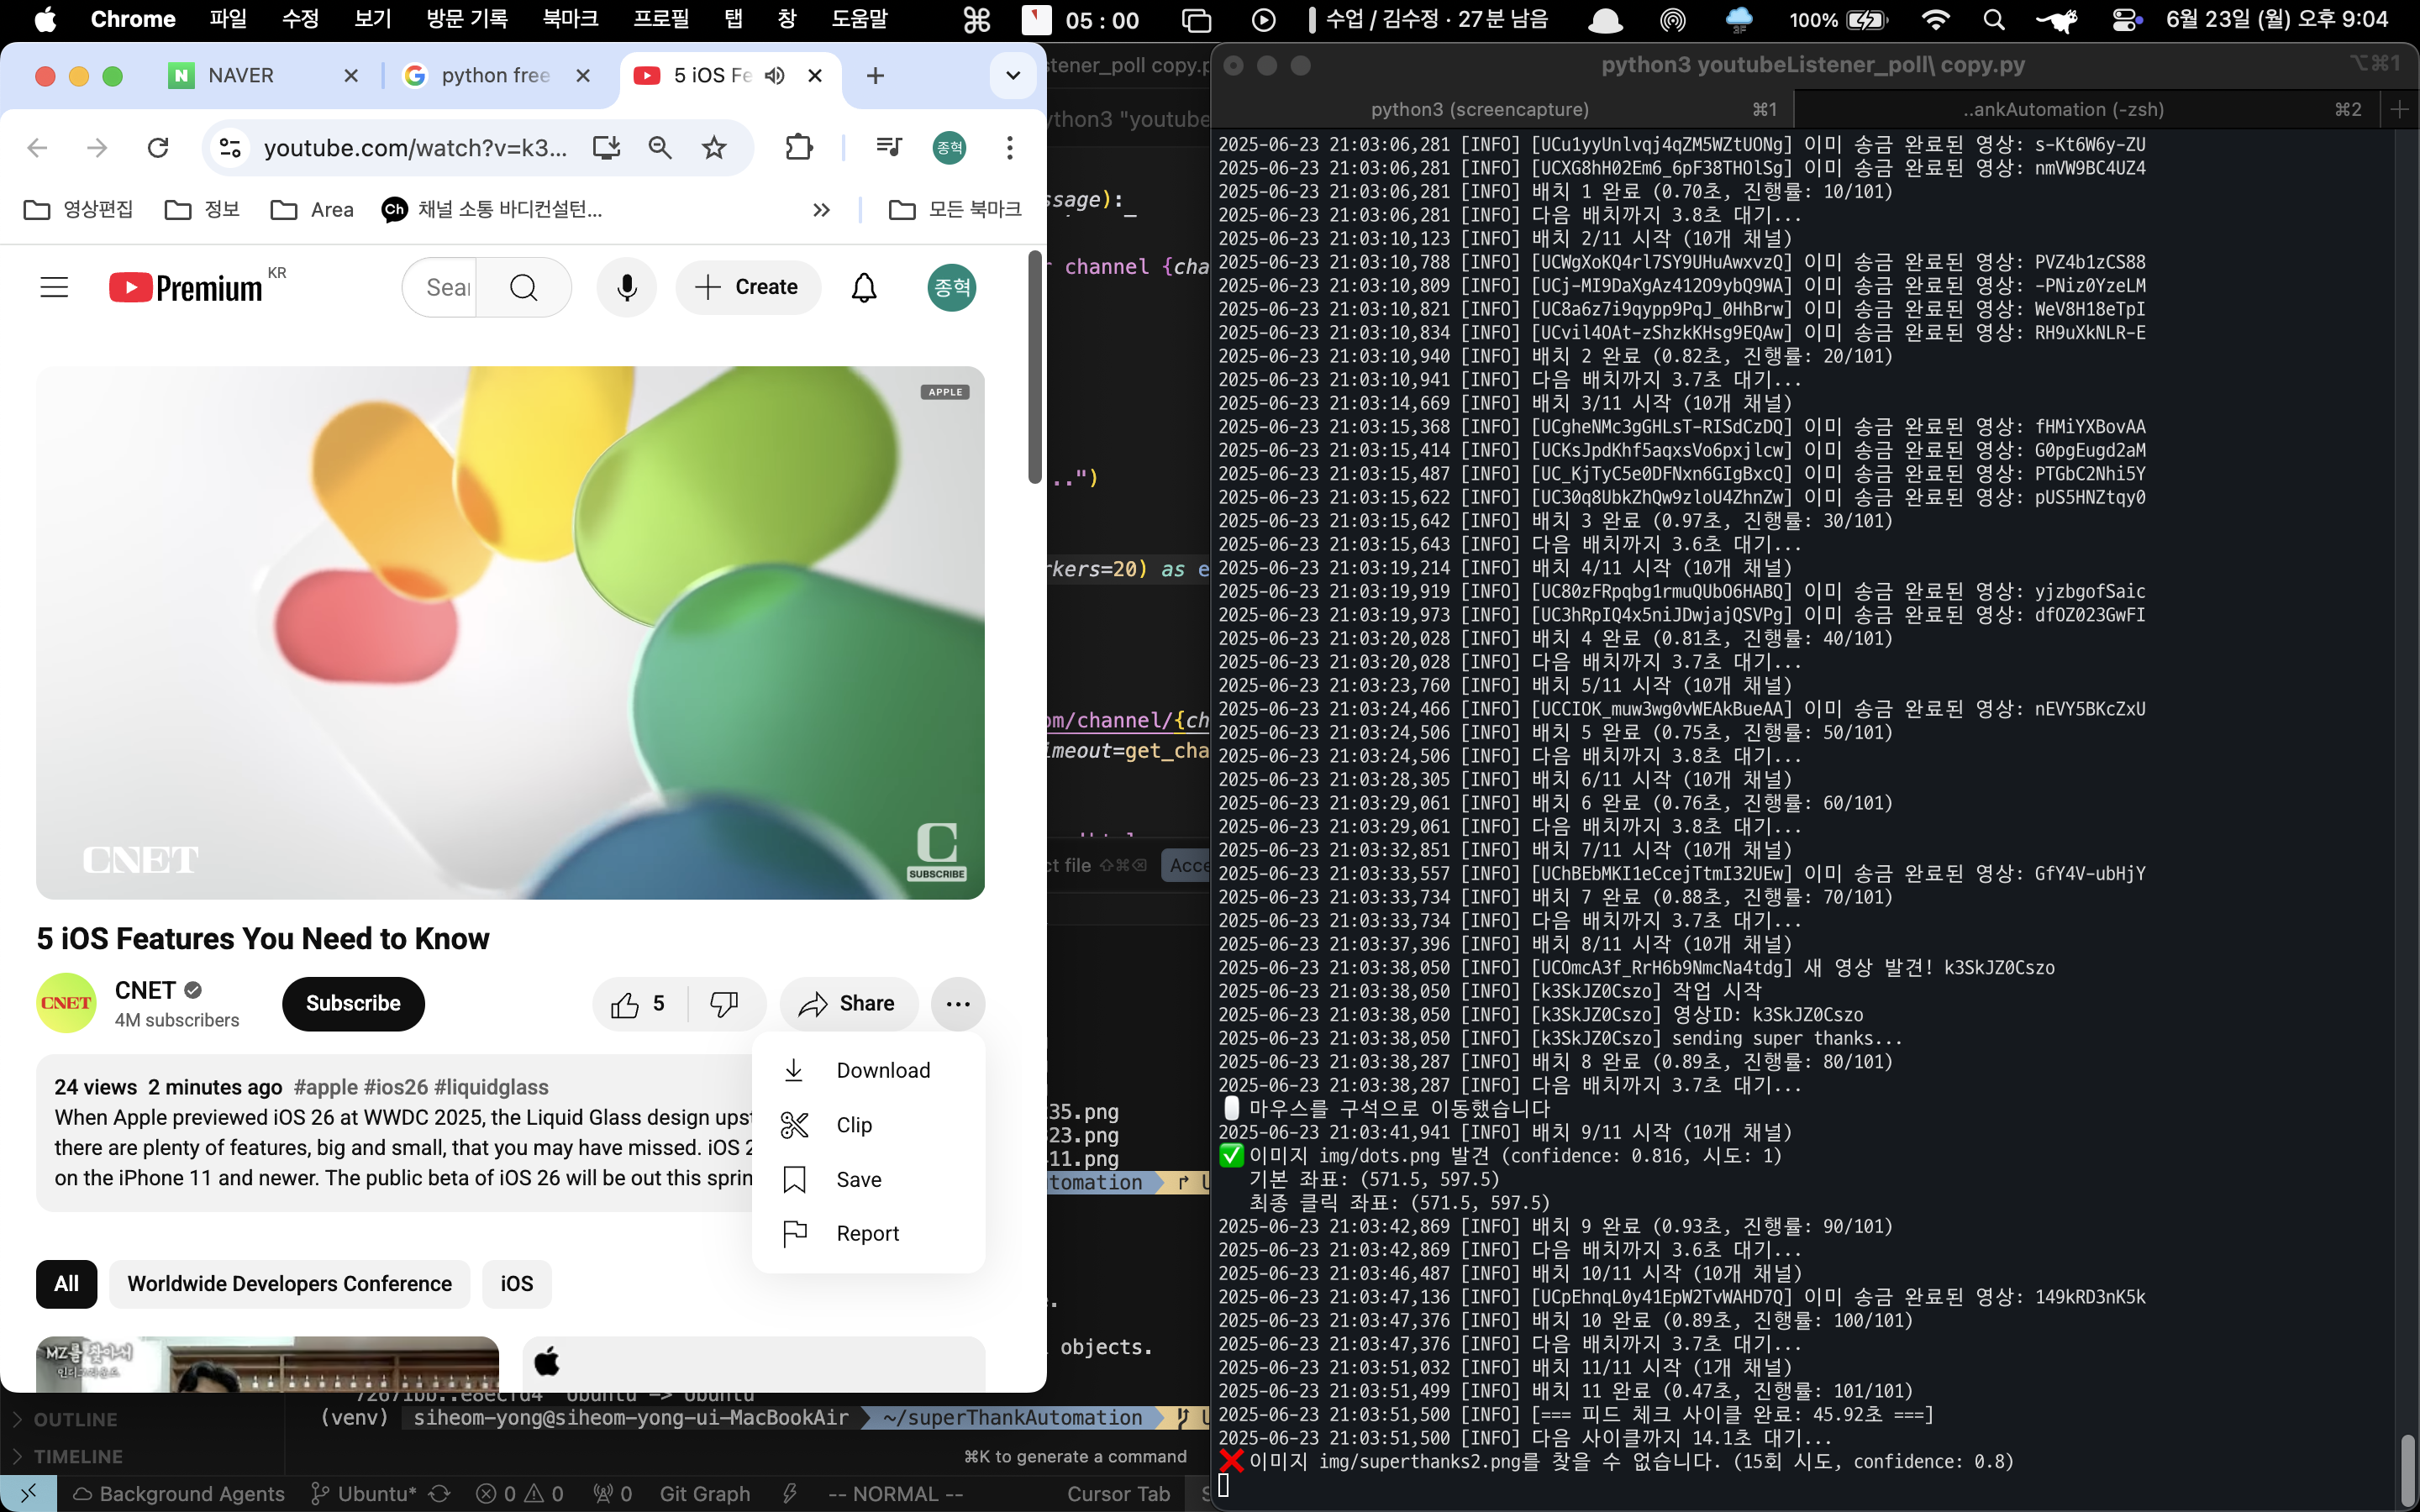 Chrome 파일 수정 보기 방문 기록 북마크 프로필 탭 창 도움말 05 : 00 수업 / 김수정 · 27분 남음 100% 6월 23일 (월) 오후 9:04
NAVER python free 5 iOS Fe
youtube.com/watch?v=k3... 종혁
영상편집 정보 Area Ch 채널 소통 바디컨설턴... 모든 북마크
Premium KR Sear Create 종혁
APPLE
CNET
SUBSCRIBE
5 iOS Features You Need to Know
CNET CNET
4M subscribers
Subscribe 5 Share
24 views 2 minutes ago #apple #ios26 #liquidglass
When Apple previewed iOS 26 at WWDC 2025, the Liquid Glass design upst
there are plenty of features, big and small, that you may have missed. iOS 2
on the iPhone 11 and newer. The public beta of iOS 26 will be out this sprin
Download
Clip
Save
Report
All Worldwide Developers Conference iOS
MZ를 찾아서
tener_poll copy.p
ython3 "youtube
ssage):
r channel {cha
..")
rkers=20) as e
om/channel/{ch
imeout=get_cha
ct file ⇧⌘⌫ Acce
35.png
23.png
11.png
tomation
objects.
(venv) siheom-yong@siheom-yong-ui-MacBookAir ~/superThankAutomation
OUTLINE
TIMELINE
⌘K to generate a command
Background Agents Ubuntu* 0 0 0 Git Graph -- NORMAL -- Cursor Tab
python3 youtubeListener_poll\ copy.py ⌥⌘1
python3 (screencapture) ⌘1 ..ankAutomation (-zsh) ⌘2
2025-06-23 21:03:06,281 [INFO] [UCu1yyUnlvqj4qZM5WZtUONg] 이미 송금 완료된 영상: s-Kt6W6y-ZU
2025-06-23 21:03:06,281 [INFO] [UCXG8hH02Em6_6pF38THOlSg] 이미 송금 완료된 영상: nmVW9BC4UZ4
2025-06-23 21:03:06,281 [INFO] 배치 1 완료 (0.70초, 진행률: 10/101)
2025-06-23 21:03:06,281 [INFO] 다음 배치까지 3.8초 대기...
2025-06-23 21:03:10,123 [INFO] 배치 2/11 시작 (10개 채널)
2025-06-23 21:03:10,788 [INFO] [UCWgXoKQ4rl7SY9UHuAwxvzQ] 이미 송금 완료된 영상: PVZ4b1zCS88
2025-06-23 21:03:10,809 [INFO] [UCj-MI9DaXgAz412O9ybQ9WA] 이미 송금 완료된 영상: -PNiz0YzeLM
2025-06-23 21:03:10,821 [INFO] [UC8a6z7i9qypp9PqJ_0HhBrw] 이미 송금 완료된 영상: WeV8H18eTpI
2025-06-23 21:03:10,834 [INFO] [UCvil4OAt-zShzkKHsg9EQAw] 이미 송금 완료된 영상: RH9uXkNLR-E
2025-06-23 21:03:10,940 [INFO] 배치 2 완료 (0.82초, 진행률: 20/101)
2025-06-23 21:03:10,941 [INFO] 다음 배치까지 3.7초 대기...
2025-06-23 21:03:14,669 [INFO] 배치 3/11 시작 (10개 채널)
2025-06-23 21:03:15,368 [INFO] [UCgheNMc3gGHLsT-RISdCzDQ] 이미 송금 완료된 영상: fHMiYXBovAA
2025-06-23 21:03:15,414 [INFO] [UCKsJpdKhf5aqxsVo6pxjlcw] 이미 송금 완료된 영상: G0pgEugd2aM
2025-06-23 21:03:15,487 [INFO] [UC_KjTyC5e0DFNxn6GIgBxcQ] 이미 송금 완료된 영상: PTGbC2Nhi5Y
2025-06-23 21:03:15,622 [INFO] [UC30q8UbkZhQw9zloU4ZhnZw] 이미 송금 완료된 영상: pUS5HNZtqy0
2025-06-23 21:03:15,642 [INFO] 배치 3 완료 (0.97초, 진행률: 30/101)
2025-06-23 21:03:15,643 [INFO] 다음 배치까지 3.6초 대기...
2025-06-23 21:03:19,214 [INFO] 배치 4/11 시작 (10개 채널)
2025-06-23 21:03:19,919 [INFO] [UC80zFRpqbg1rmuQUbO6HABQ] 이미 송금 완료된 영상: yjzbgofSaic
2025-06-23 21:03:19,973 [INFO] [UC3hRpIQ4x5niJDwjajQSVPg] 이미 송금 완료된 영상: dfOZ023GwFI
2025-06-23 21:03:20,028 [INFO] 배치 4 완료 (0.81초, 진행률: 40/101)
2025-06-23 21:03:20,028 [INFO] 다음 배치까지 3.7초 대기...
2025-06-23 21:03:23,760 [INFO] 배치 5/11 시작 (10개 채널)
2025-06-23 21:03:24,466 [INFO] [UCCIOK_muw3wg0vWEAkBueAA] 이미 송금 완료된 영상: nEVY5BKcZxU
2025-06-23 21:03:24,506 [INFO] 배치 5 완료 (0.75초, 진행률: 50/101)
2025-06-23 21:03:24,506 [INFO] 다음 배치까지 3.8초 대기...
2025-06-23 21:03:28,305 [INFO] 배치 6/11 시작 (10개 채널)
2025-06-23 21:03:29,061 [INFO] 배치 6 완료 (0.76초, 진행률: 60/101)
2025-06-23 21:03:29,061 [INFO] 다음 배치까지 3.8초 대기...
2025-06-23 21:03:32,851 [INFO] 배치 7/11 시작 (10개 채널)
2025-06-23 21:03:33,557 [INFO] [UChBEbMKI1eCcejTtmI32UEw] 이미 송금 완료된 영상: GfY4V-ubHjY
2025-06-23 21:03:33,734 [INFO] 배치 7 완료 (0.88초, 진행률: 70/101)
2025-06-23 21:03:33,734 [INFO] 다음 배치까지 3.7초 대기...
2025-06-23 21:03:37,396 [INFO] 배치 8/11 시작 (10개 채널)
2025-06-23 21:03:38,050 [INFO] [UCOmcA3f_RrH6b9NmcNa4tdg] 새 영상 발견! k3SkJZ0Cszo
2025-06-23 21:03:38,050 [INFO] [k3SkJZ0Cszo] 작업 시작
2025-06-23 21:03:38,050 [INFO] [k3SkJZ0Cszo] 영상ID: k3SkJZ0Cszo
2025-06-23 21:03:38,050 [INFO] [k3SkJZ0Cszo] sending super thanks...
2025-06-23 21:03:38,287 [INFO] 배치 8 완료 (0.89초, 진행률: 80/101)
2025-06-23 21:03:38,287 [INFO] 다음 배치까지 3.7초 대기...
마우스를 구석으로 이동했습니다
2025-06-23 21:03:41,941 [INFO] 배치 9/11 시작 (10개 채널)
✅ 이미지 img/dots.png 발견 (confidence: 0.816, 시도: 1)
기본 좌표: (571.5, 597.5)
최종 클릭 좌표: (571.5, 597.5)
2025-06-23 21:03:42,869 [INFO] 배치 9 완료 (0.93초, 진행률: 90/101)
2025-06-23 21:03:42,869 [INFO] 다음 배치까지 3.6초 대기...
2025-06-23 21:03:46,487 [INFO] 배치 10/11 시작 (10개 채널)
2025-06-23 21:03:47,136 [INFO] [UCpEhnqL0y41EpW2TvWAHD7Q] 이미 송금 완료된 영상: 149kRD3nK5k
2025-06-23 21:03:47,376 [INFO] 배치 10 완료 (0.89초, 진행률: 100/101)
2025-06-23 21:03:47,376 [INFO] 다음 배치까지 3.7초 대기...
2025-06-23 21:03:51,032 [INFO] 배치 11/11 시작 (1개 채널)
2025-06-23 21:03:51,499 [INFO] 배치 11 완료 (0.47초, 진행률: 101/101)
2025-06-23 21:03:51,500 [INFO] [=== 피드 체크 사이클 완료: 45.92초 ===]
2025-06-23 21:03:51,500 [INFO] 다음 사이클까지 14.1초 대기...
❌ 이미지 img/superthanks2.png를 찾을 수 없습니다. (15회 시도, confidence: 0.8)